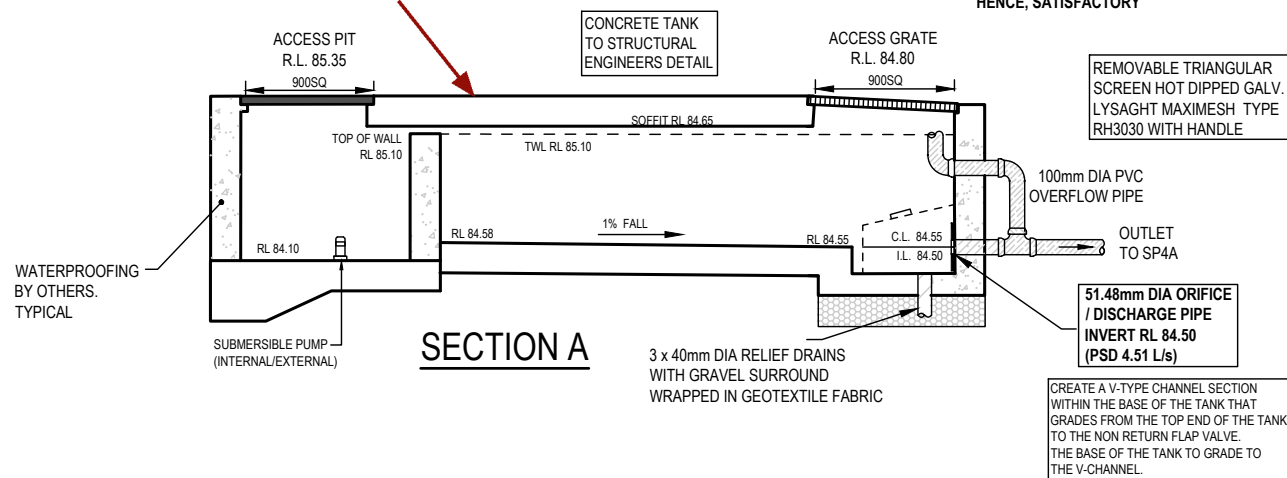 HENCE, SATISFACTORY
CONCRETE TANK
TO STRUCTURAL
ENGINEERS DETAIL
ACCESS PIT
R.L. 85.35
900SQ
ACCESS GRATE
R.L. 84.80
900SQ
REMOVABLE TRIANGULAR
SCREEN HOT DIPPED GALV.
LYSAGHT MAXIMESH TYPE
RH3030 WITH HANDLE
SOFFIT RL 84.65
TOP OF WALL
RL 85.10
TWL RL 85.10
100mm DIA PVC
OVERFLOW PIPE
RL 84.10
RL 84.58
1% FALL
RL 84.55
C.L. 84.55
I.L. 84.50
OUTLET
TO SP4A
WATERPROOFING
BY OTHERS.
TYPICAL
SUBMERSIBLE PUMP
(INTERNAL/EXTERNAL)
SECTION A
3 x 40mm DIA RELIEF DRAINS
WITH GRAVEL SURROUND
WRAPPED IN GEOTEXTILE FABRIC
51.48mm DIA ORIFICE
/ DISCHARGE PIPE
INVERT RL 84.50
(PSD 4.51 L/s)
CREATE A V-TYPE CHANNEL SECTION
WITHIN THE BASE OF THE TANK THAT
GRADES FROM THE TOP END OF THE TANK
TO THE NON RETURN FLAP VALVE.
THE BASE OF THE TANK TO GRADE TO
THE V-CHANNEL.